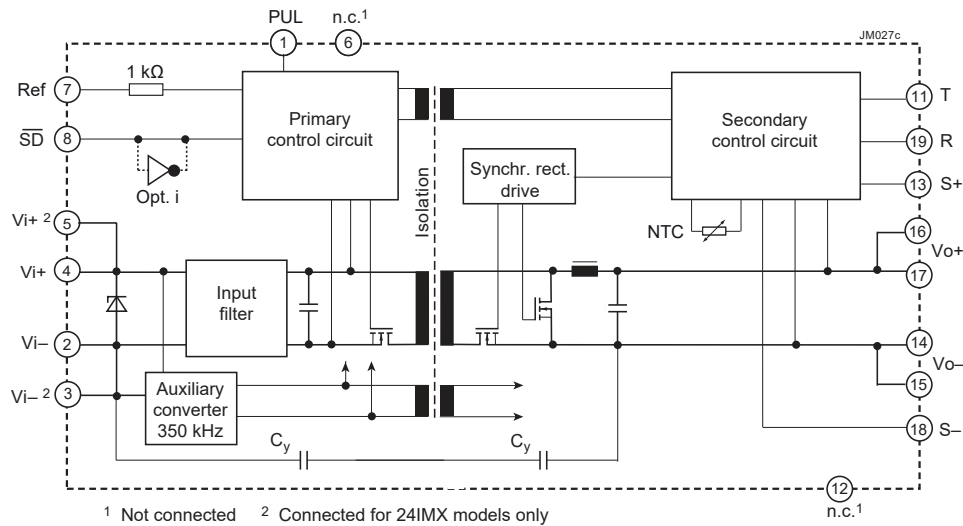 PUL
n.c.¹
1
6
JM027c
Ref
7
1 kΩ
SD
8
Opt. i
Primary
control circuit
Isolation
Synchr. rect.
drive
Secondary
control circuit
NTC
11
T
19
R
13
S+
16
Vo+
17
14
Vo–
15
18
S–
Vi+ ²
5
Vi+
4
Vi–
2
Vi– ²
3
Input
filter
Auxiliary
converter
350 kHz
Cy
Cy
12
n.c.¹
¹ Not connected ² Connected for 24IMX models only